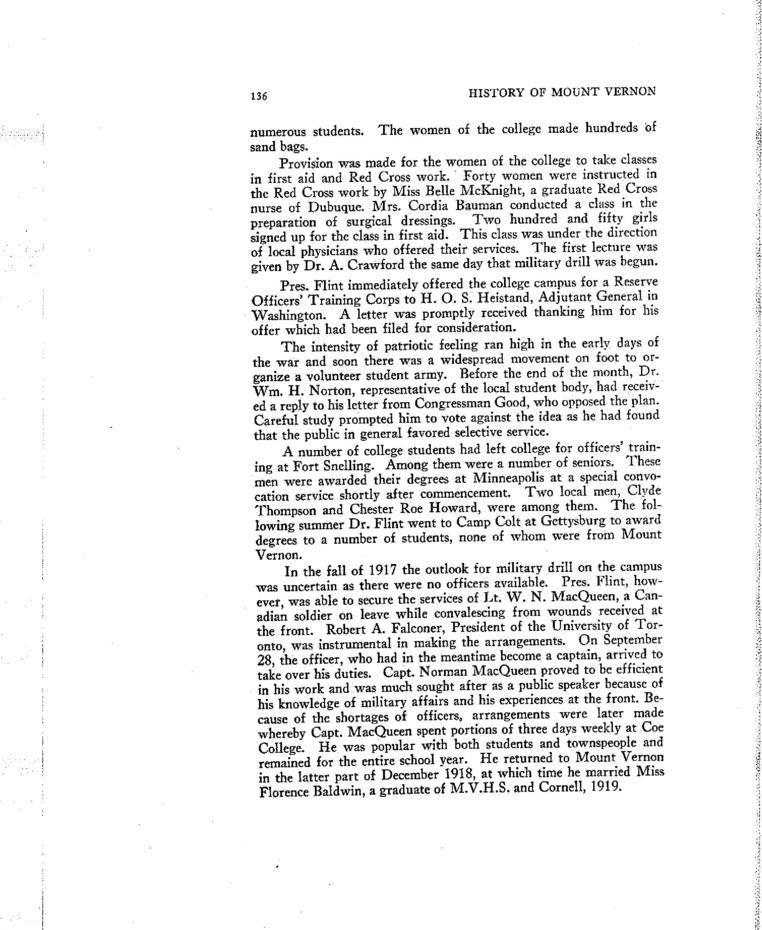 136 HISTORY OF MOUNT VERNON
numerous students. The women of the college made hundreds of
sand bags.
Provision was made for the women of the college to take classes
in first aid and Red Cross work. Forty women were instructed in
the Red Cross work by Miss Belle McKnight, a graduate Red Cross
nurse of Dubuque. Mrs. Cordia Bauman conducted a class in the
preparation of surgical dressings. Two hundred and fifty girls
signed up for the class in first aid. This class was under the direction
of local physicians who offered their services. The first lecture was
given by Dr. A. Crawford the same day that military drill was begun.
Pres. Flint immediately offered the college campus for a Reserve
Officers' Training Corps to H. O. S. Heistand, Adjutant General in
Washington. A letter was promptly received thanking him for his
offer which had been filed for consideration.
The intensity of patriotic feeling ran high in the early days of
the war and soon there was a widespread movement on foot to or-
ganize a volunteer student army. Before the end of the month, Dr.
Wm. H. Norton, representative of the local student body, had receiv-
ed a reply to his letter from Congressman Good, who opposed the plan.
Careful study prompted him to vote against the idea as he had found
that the public in general favored selective service.
A number of college students had left college for officers' train-
ing at Fort Snelling. Among them were a number of seniors. These
men were awarded their degrees at Minneapolis at a special convo-
cation service shortly after commencement. Two local men, Clyde
Thompson and Chester Roe Howard, were among them. The fol-
lowing summer Dr. Flint went to Camp Colt at Gettysburg to award
degrees to a number of students, none of whom were from Mount
Vernon.
In the fall of 1917 the outlook for military drill on the campus
was uncertain as there were no officers available. Pres. Flint, how-
ever, was able to secure the services of Lt. W. N. MacQueen, a Can-
adian soldier on leave while convalescing from wounds received at
the front. Robert A. Falconer, President of the University of Tor-
onto, was instrumental in making the arrangements. On September
28, the officer, who had in the meantime become a captain, arrived to
take over his duties. Capt. Norman MacQueen proved to be efficient
in his work and was much sought after as a public speaker because of
his knowledge of military affairs and his experiences at the front. Be-
cause of the shortages of officers, arrangements were later made
whereby Capt. MacQueen spent portions of three days weekly at Coe
College. He was popular with both students and townspeople and
remained for the entire school year. He returned to Mount Vernon
in the latter part of December 1918, at which time he married Miss
Florence Baldwin, a graduate of M.V.H.S. and Cornell, 1919.